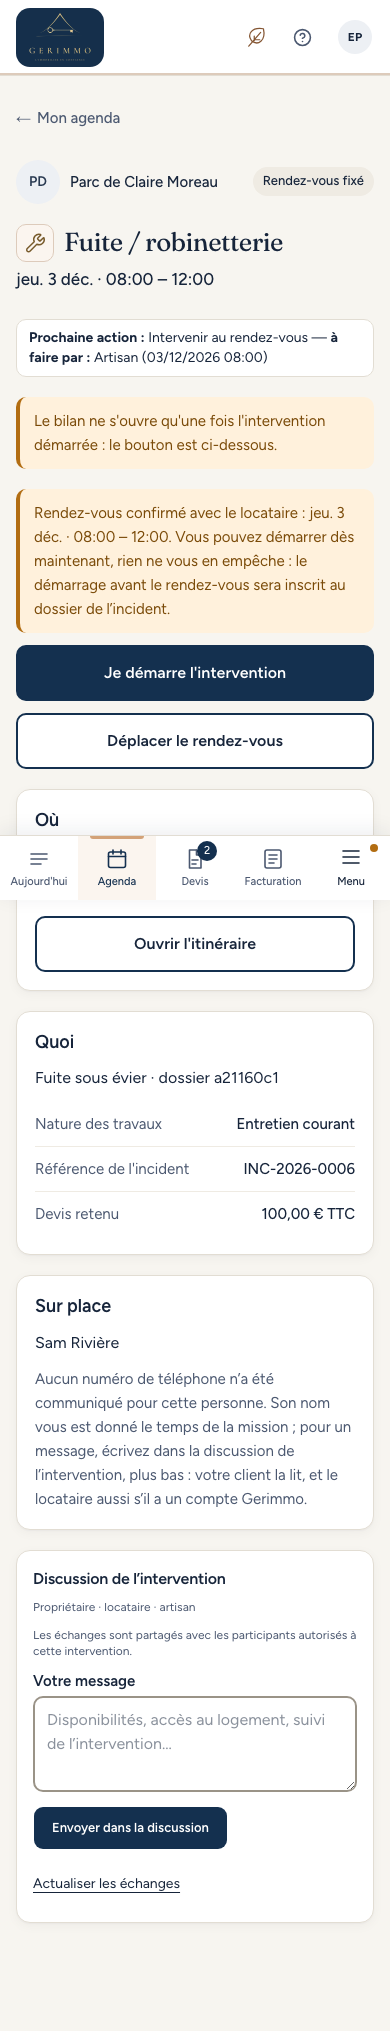 GERIMMO
EP
← Mon agenda
PD Parc de Claire Moreau Rendez-vous fixé
Fuite / robinetterie
jeu. 3 déc. · 08:00 – 12:00
Prochaine action : Intervenir au rendez-vous — à
faire par : Artisan (03/12/2026 08:00)
Le bilan ne s'ouvre qu'une fois l'intervention
démarrée : le bouton est ci-dessous.
Rendez-vous confirmé avec le locataire : jeu. 3
déc. · 08:00 – 12:00. Vous pouvez démarrer dès
maintenant, rien ne vous en empêche : le
démarrage avant le rendez-vous sera inscrit au
dossier de l’incident.
Je démarre l'intervention
Déplacer le rendez-vous
Où
2
Aujourd'hui Agenda Devis Facturation Menu
Ouvrir l'itinéraire
Quoi
Fuite sous évier · dossier a21160c1
Nature des travaux Entretien courant
Référence de l'incident INC-2026-0006
Devis retenu 100,00 € TTC
Sur place
Sam Rivière
Aucun numéro de téléphone n’a été
communiqué pour cette personne. Son nom
vous est donné le temps de la mission ; pour un
message, écrivez dans la discussion de
l’intervention, plus bas : votre client la lit, et le
locataire aussi s’il a un compte Gerimmo.
Discussion de l’intervention
Propriétaire · locataire · artisan
Les échanges sont partagés avec les participants autorisés à
cette intervention.
Votre message
Disponibilités, accès au logement, suivi
de l’intervention…
Envoyer dans la discussion
Actualiser les échanges